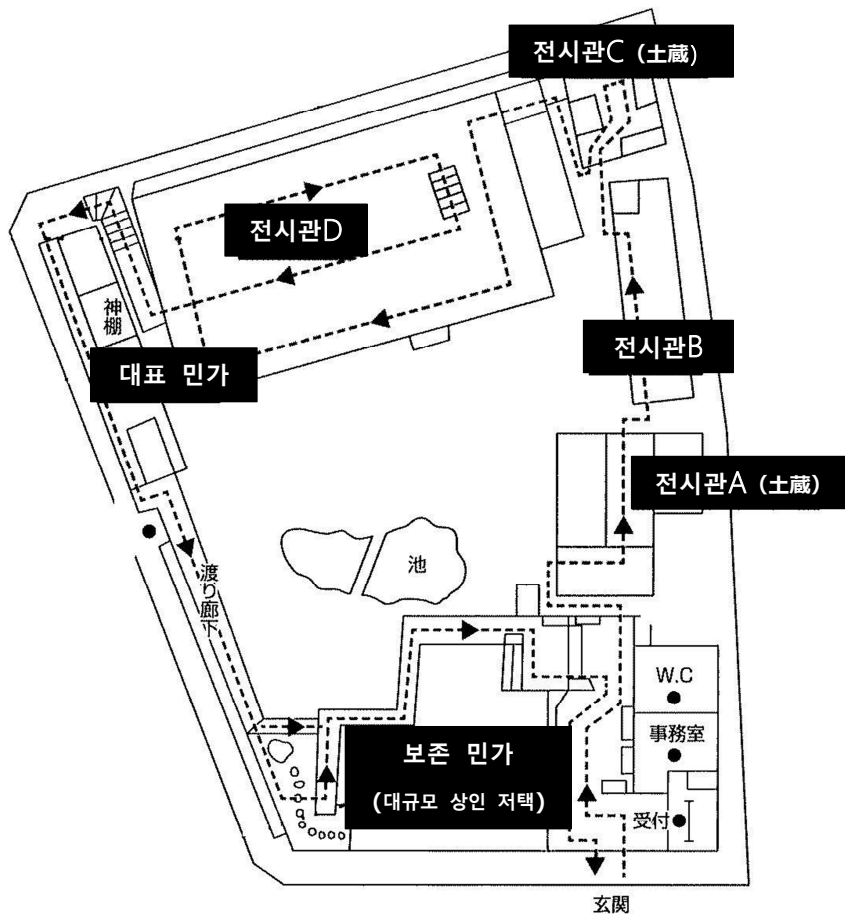 전시관C (土蔵)
전시관D
神棚
대표 민가
전시관B
전시관A (土蔵)
池
渡り廊下
W.C
事務室
보존 민가
(대규모 상인 저택)
受付
玄関